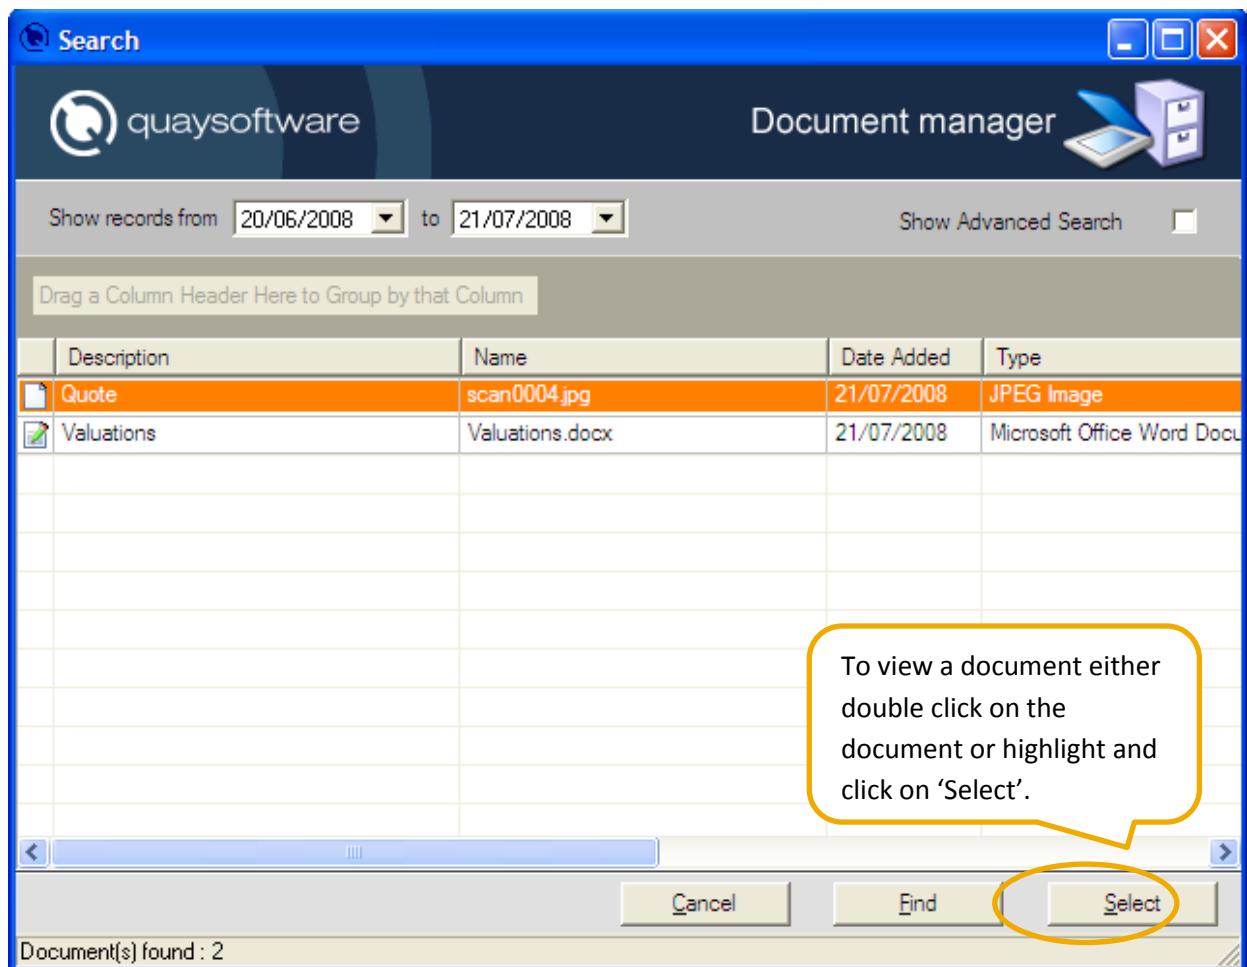 Search
quaysoftware
Document manager
Show records from 20/06/2008 to 21/07/2008 Show Advanced Search
Drag a Column Header Here to Group by that Column
Description Name Date Added Type
Quote scan0004.jpg 21/07/2008 JPEG Image
Valuations Valuations.docx 21/07/2008 Microsoft Office Word Docu
To view a document either
double click on the
document or highlight and
click on ‘Select’.
Cancel Find Select
Document(s) found : 2